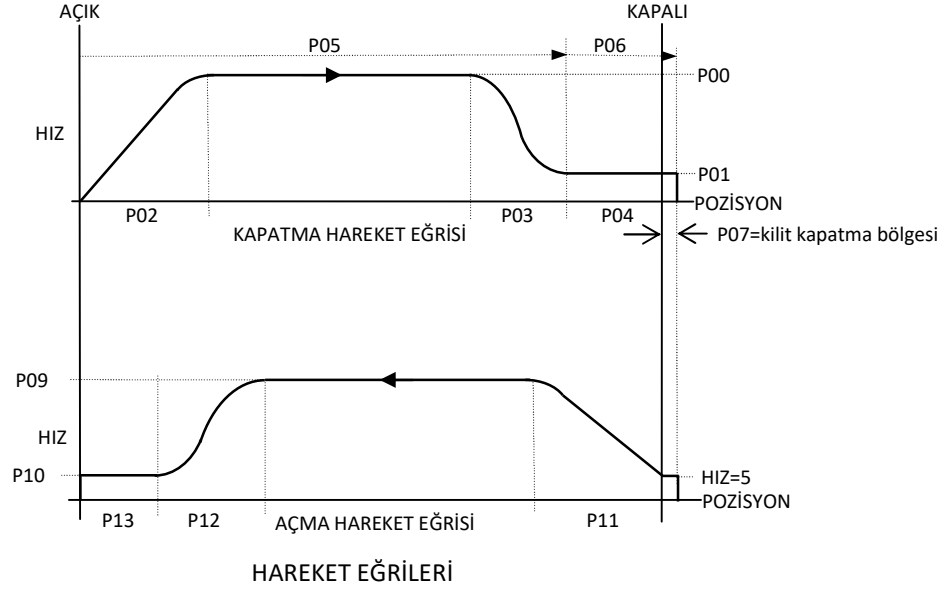 AÇIK
KAPALI
P05
P06
P00
HIZ
P01
POZİSYON
P02
P03
P04
KAPATMA HAREKET EĞRİSİ
P07=kilit kapatma bölgesi
P09
HIZ
P10
HIZ=5
POZİSYON
P13
P12
AÇMA HAREKET EĞRİSİ
P11
HAREKET EĞRİLERİ